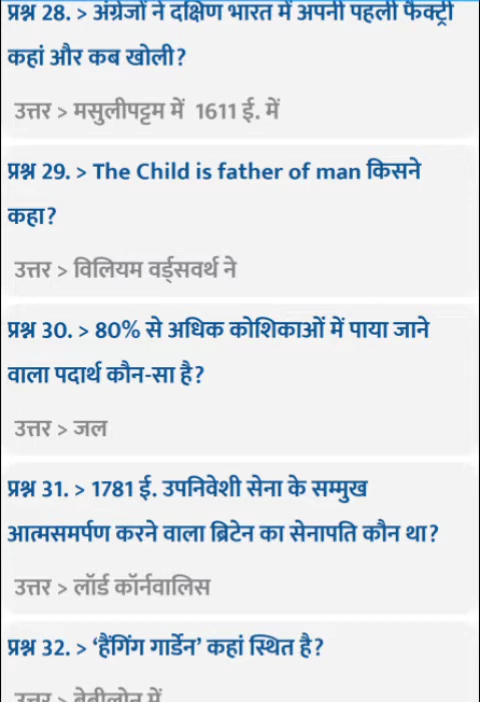 प्रश्न 28. > अंग्रेजों ने दक्षिण भारत में अपनी पहली फैक्ट्री
कहां और कब खोली?
उत्तर > मसुलीपट्टम में 1611 ई. में
प्रश्न 29. > The Child is father of man किसने
कहा?
उत्तर > विलियम वर्ड्सवर्थ ने
प्रश्न 30. > 80% से अधिक कोशिकाओं में पाया जाने
वाला पदार्थ कौन-सा है?
उत्तर > जल
प्रश्न 31. > 1781 ई. उपनिवेशी सेना के सम्मुख
आत्मसमर्पण करने वाला ब्रिटेन का सेनापति कौन था?
उत्तर > लॉर्ड कॉर्नवालिस
प्रश्न 32. > ‘हैंगिंग गार्डेन’ कहां स्थित है?
उत्तर > बेबीलोन में